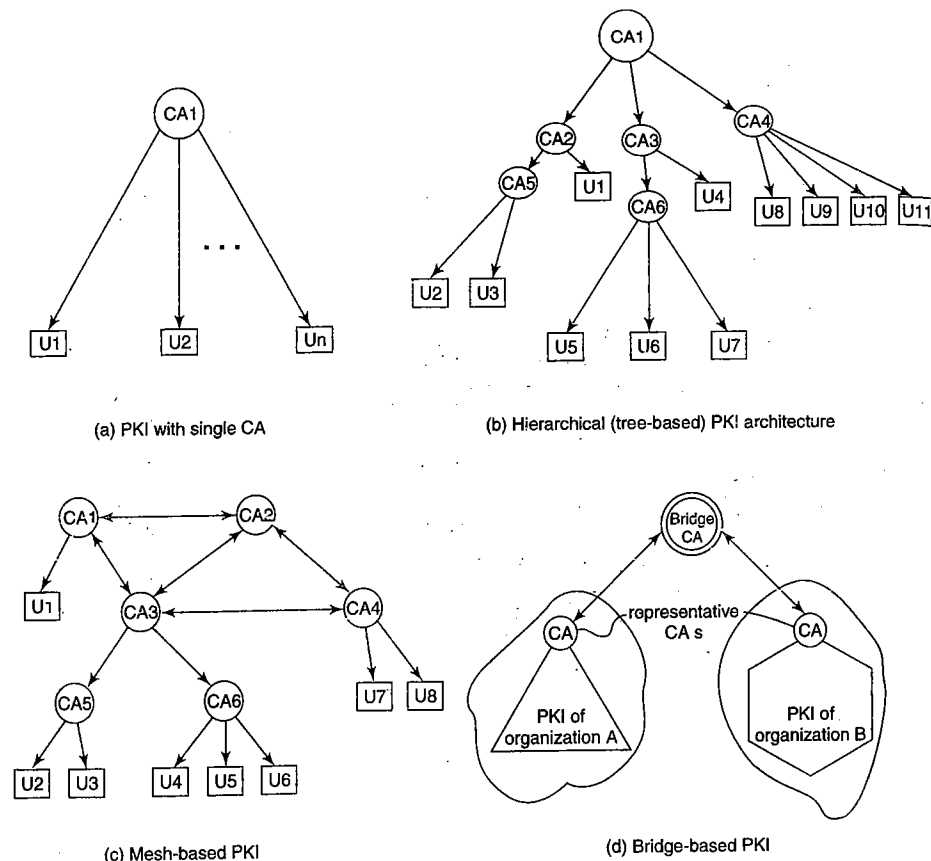 CA1
U1
U2
. . .
Un
(a) PKI with single CA
CA1
CA2
CA3
CA4
CA5
U1
CA6
U4
U8
U9
U10
U11
U2
U3
U5
U6
U7
(b) Hierarchical (tree-based) PKI architecture
CA1
CA2
U1
CA3
CA4
CA5
CA6
U7
U8
U2
U3
U4
U5
U6
(c) Mesh-based PKI
Bridge
CA
representative
CA s
CA
CA
PKI of
organization A
PKI of
organization B
(d) Bridge-based PKI